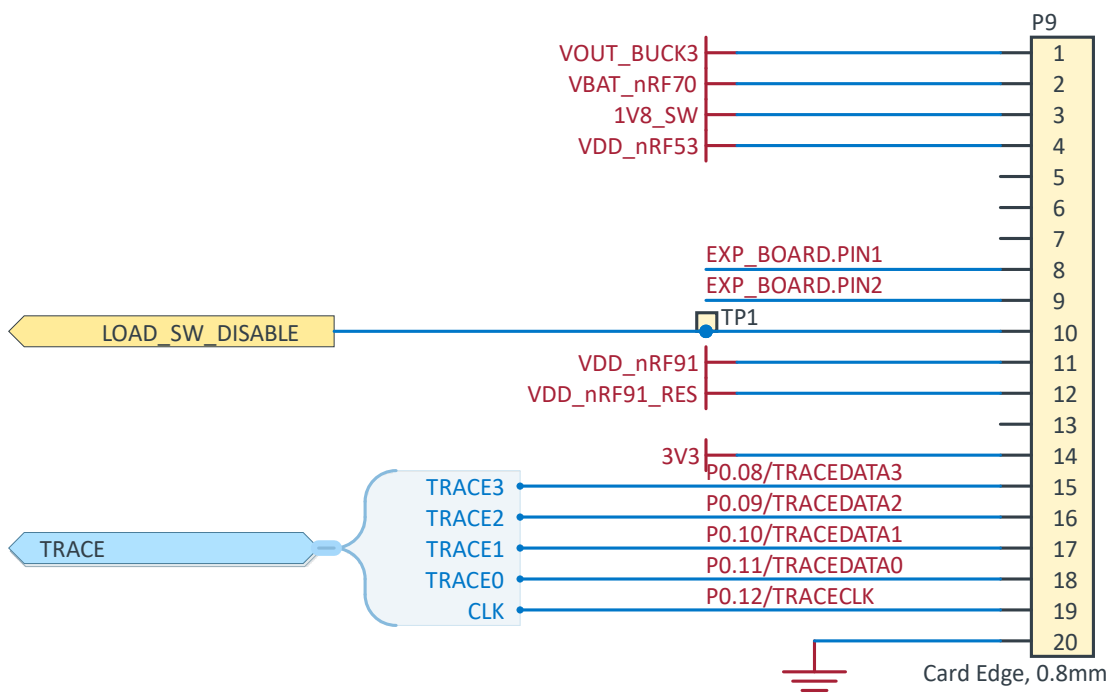 P9
VOUT_BUCK3 1
VBAT_nRF70 2
1V8_SW 3
VDD_nRF53 4
5
6
7
EXP_BOARD.PIN1 8
EXP_BOARD.PIN2 9
LOAD_SW_DISABLE TP1 10
VDD_nRF91 11
VDD_nRF91_RES 12
13
3V3 14
TRACE3 P0.08/TRACEDATA3 15
TRACE2 P0.09/TRACEDATA2 16
TRACE TRACE1 P0.10/TRACEDATA1 17
TRACE0 P0.11/TRACEDATA0 18
CLK P0.12/TRACECLK 19
20
Card Edge, 0.8mm